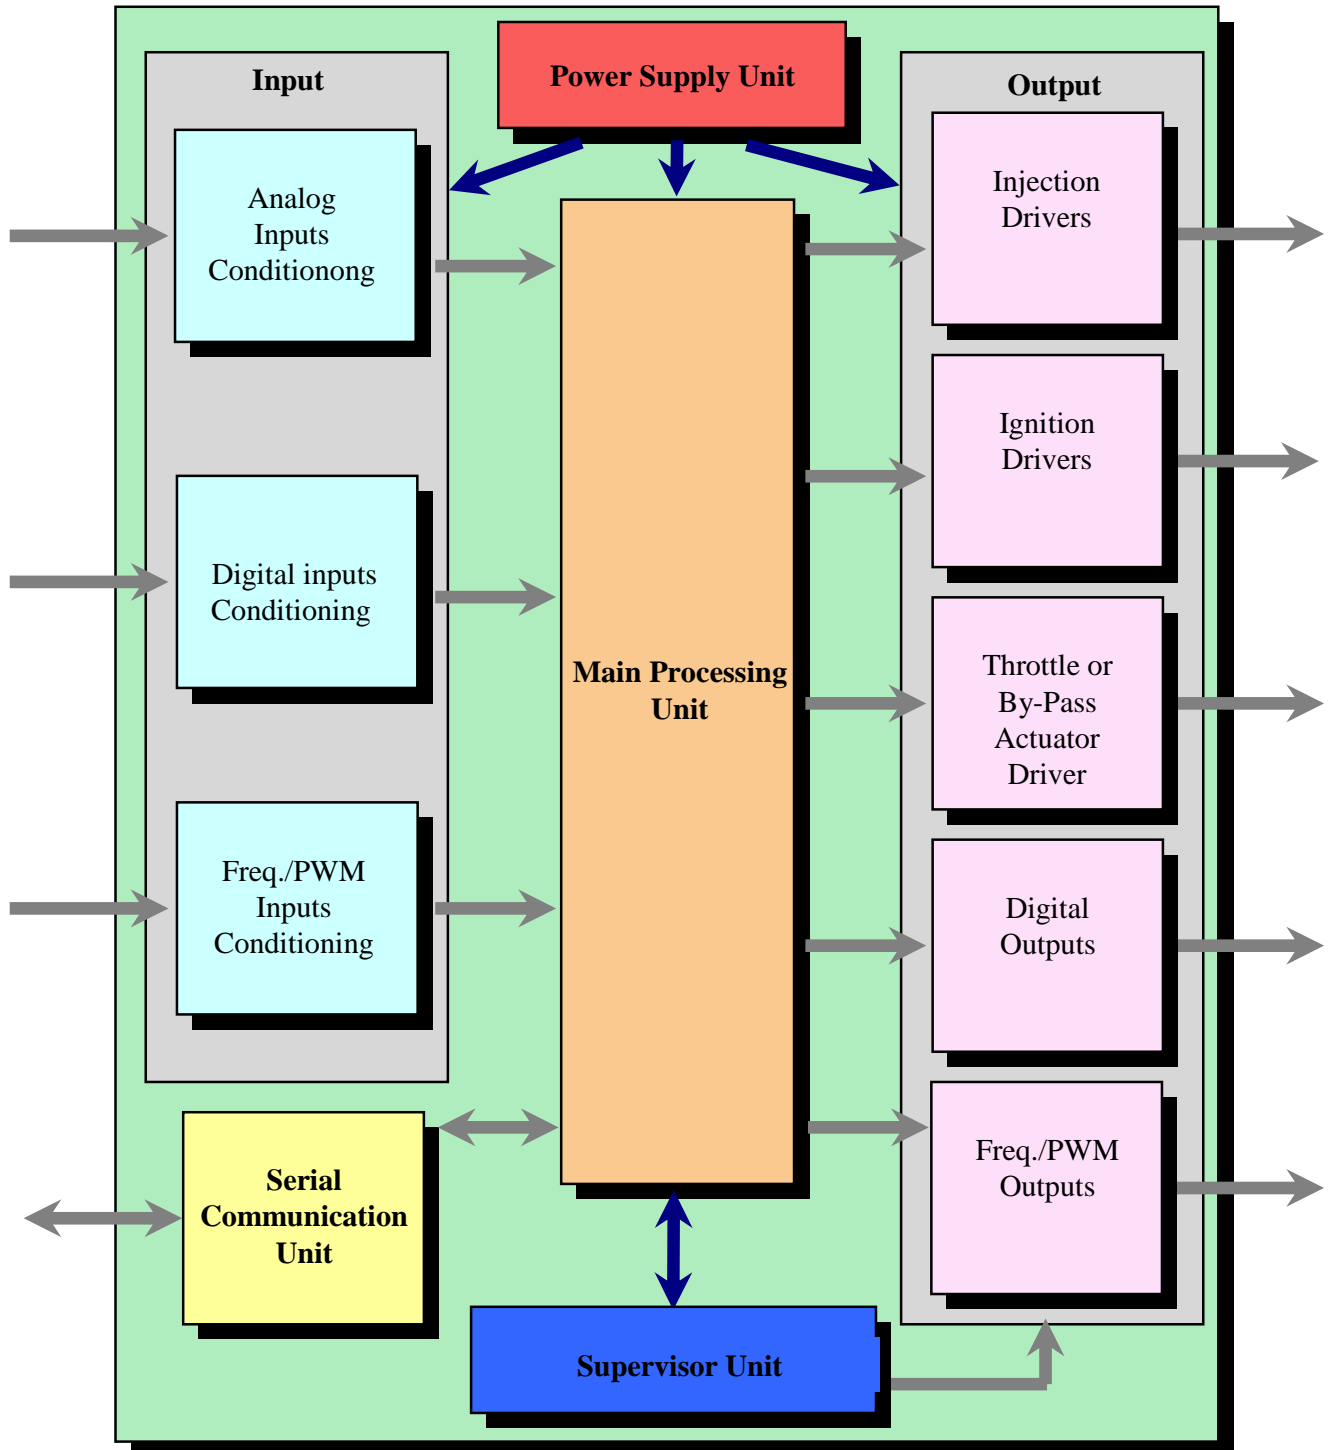 Power Supply Unit
Input
Analog
Inputs
Conditionong
Digital inputs
Conditioning
Freq./PWM
Inputs
Conditioning
Serial
Communication
Unit
Main Processing
Unit
Supervisor Unit
Output
Injection
Drivers
Ignition
Drivers
Throttle or
By-Pass
Actuator
Driver
Digital
Outputs
Freq./PWM
Outputs